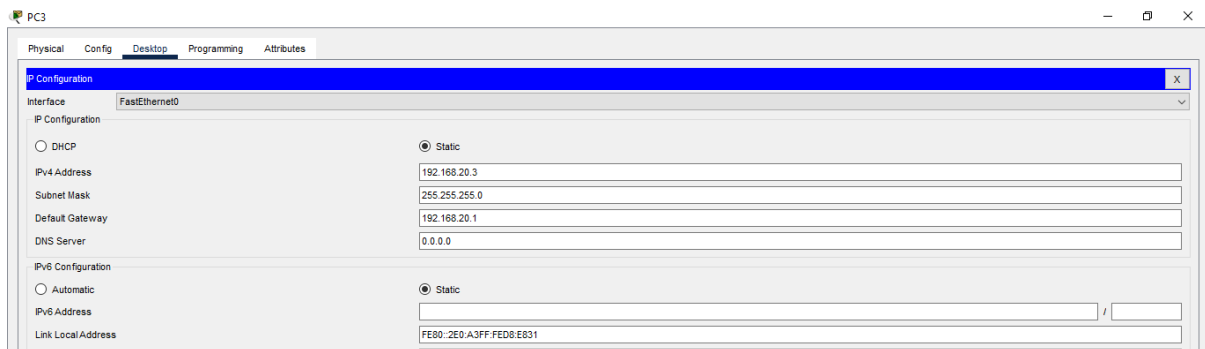 PC3
Physical Config Desktop Programming Attributes
IP Configuration X
Interface FastEthernet0
IP Configuration
DHCP Static
IPv4 Address 192.168.20.3
Subnet Mask 255.255.255.0
Default Gateway 192.168.20.1
DNS Server 0.0.0.0
IPv6 Configuration
Automatic Static
IPv6 Address /
Link Local Address FE80::2E0:A3FF:FED8:E831